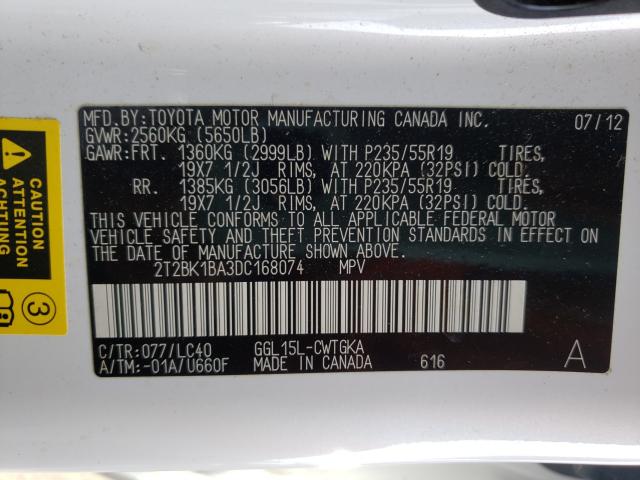 MFD.BY:TOYOTA MOTOR MANUFACTURING CANADA INC. 07/12
GVWR:2560KG (5650LB)
GAWR:FRT. 1360KG (2999LB) WITH P235/55R19 TIRES,
19X7 1/2J RIMS, AT 220KPA (32PSI) COLD.
RR. 1385KG (3056LB) WITH P235/55R19 TIRES,
19X7 1/2J RIMS, AT 220KPA (32PSI) COLD.
THIS VEHICLE CONFORMS TO ALL APPLICABLE FEDERAL MOTOR
VEHICLE SAFETY AND THEFT PREVENTION STANDARDS IN EFFECT ON
THE DATE OF MANUFACTURE SHOWN ABOVE.
2T2BK1BA3DC168074 MPV
C/TR:077/LC40 GGL15L-CWTGKA
A/TM:-01A/U660F MADE IN CANADA 616 A
3